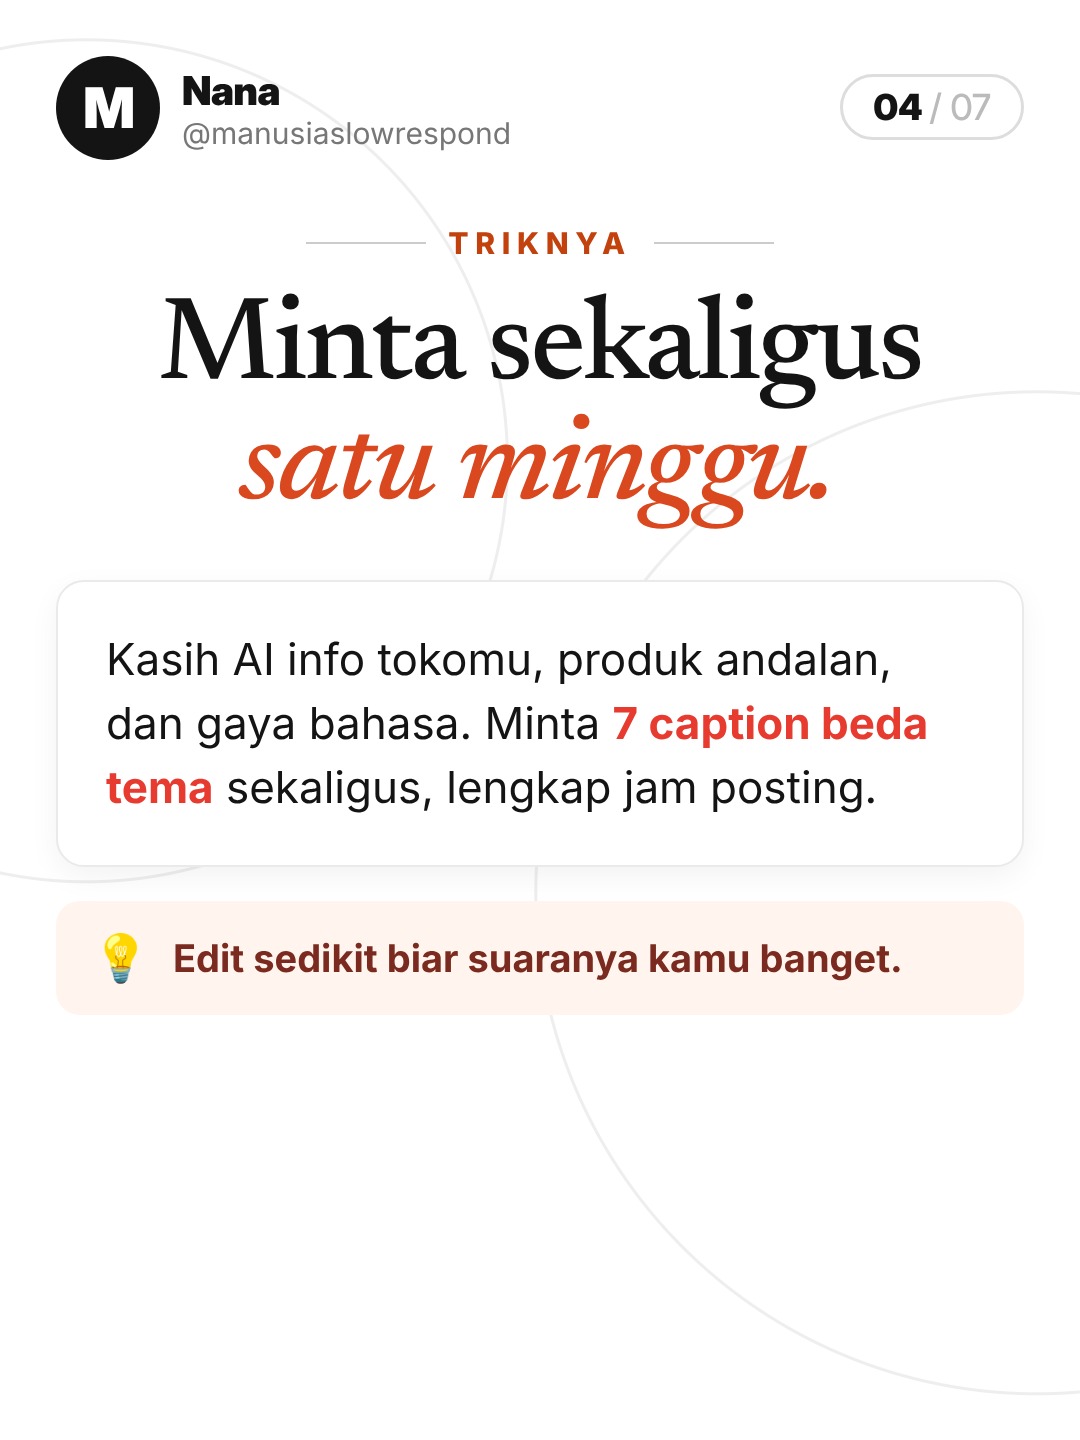 M
Nana
@manusiaslowrespond
04 / 07
TRIKNYA
Minta sekaligus
satu minggu.
Kasih AI info tokomu, produk andalan,
dan gaya bahasa. Minta 7 caption beda
tema sekaligus, lengkap jam posting.
Edit sedikit biar suaranya kamu banget.